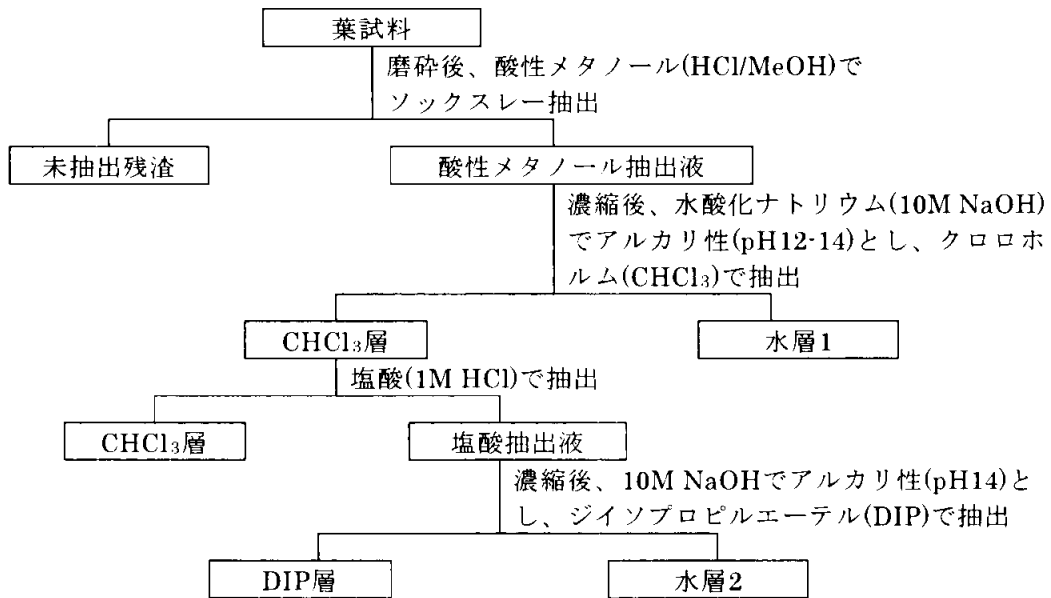 葉試料
磨砕後、酸性メタノール(HCl/MeOH)で
ソックスレー抽出
未抽出残渣
酸性メタノール抽出液
濃縮後、水酸化ナトリウム(10M NaOH)
でアルカリ性(pH12-14)とし、クロロホ
ルム(CHCl₃)で抽出
CHCl₃層
水層1
塩酸(1M HCl)で抽出
CHCl₃層
塩酸抽出液
濃縮後、10M NaOHでアルカリ性(pH14)と
し、ジイソプロピルエーテル(DIP)で抽出
DIP層
水層2